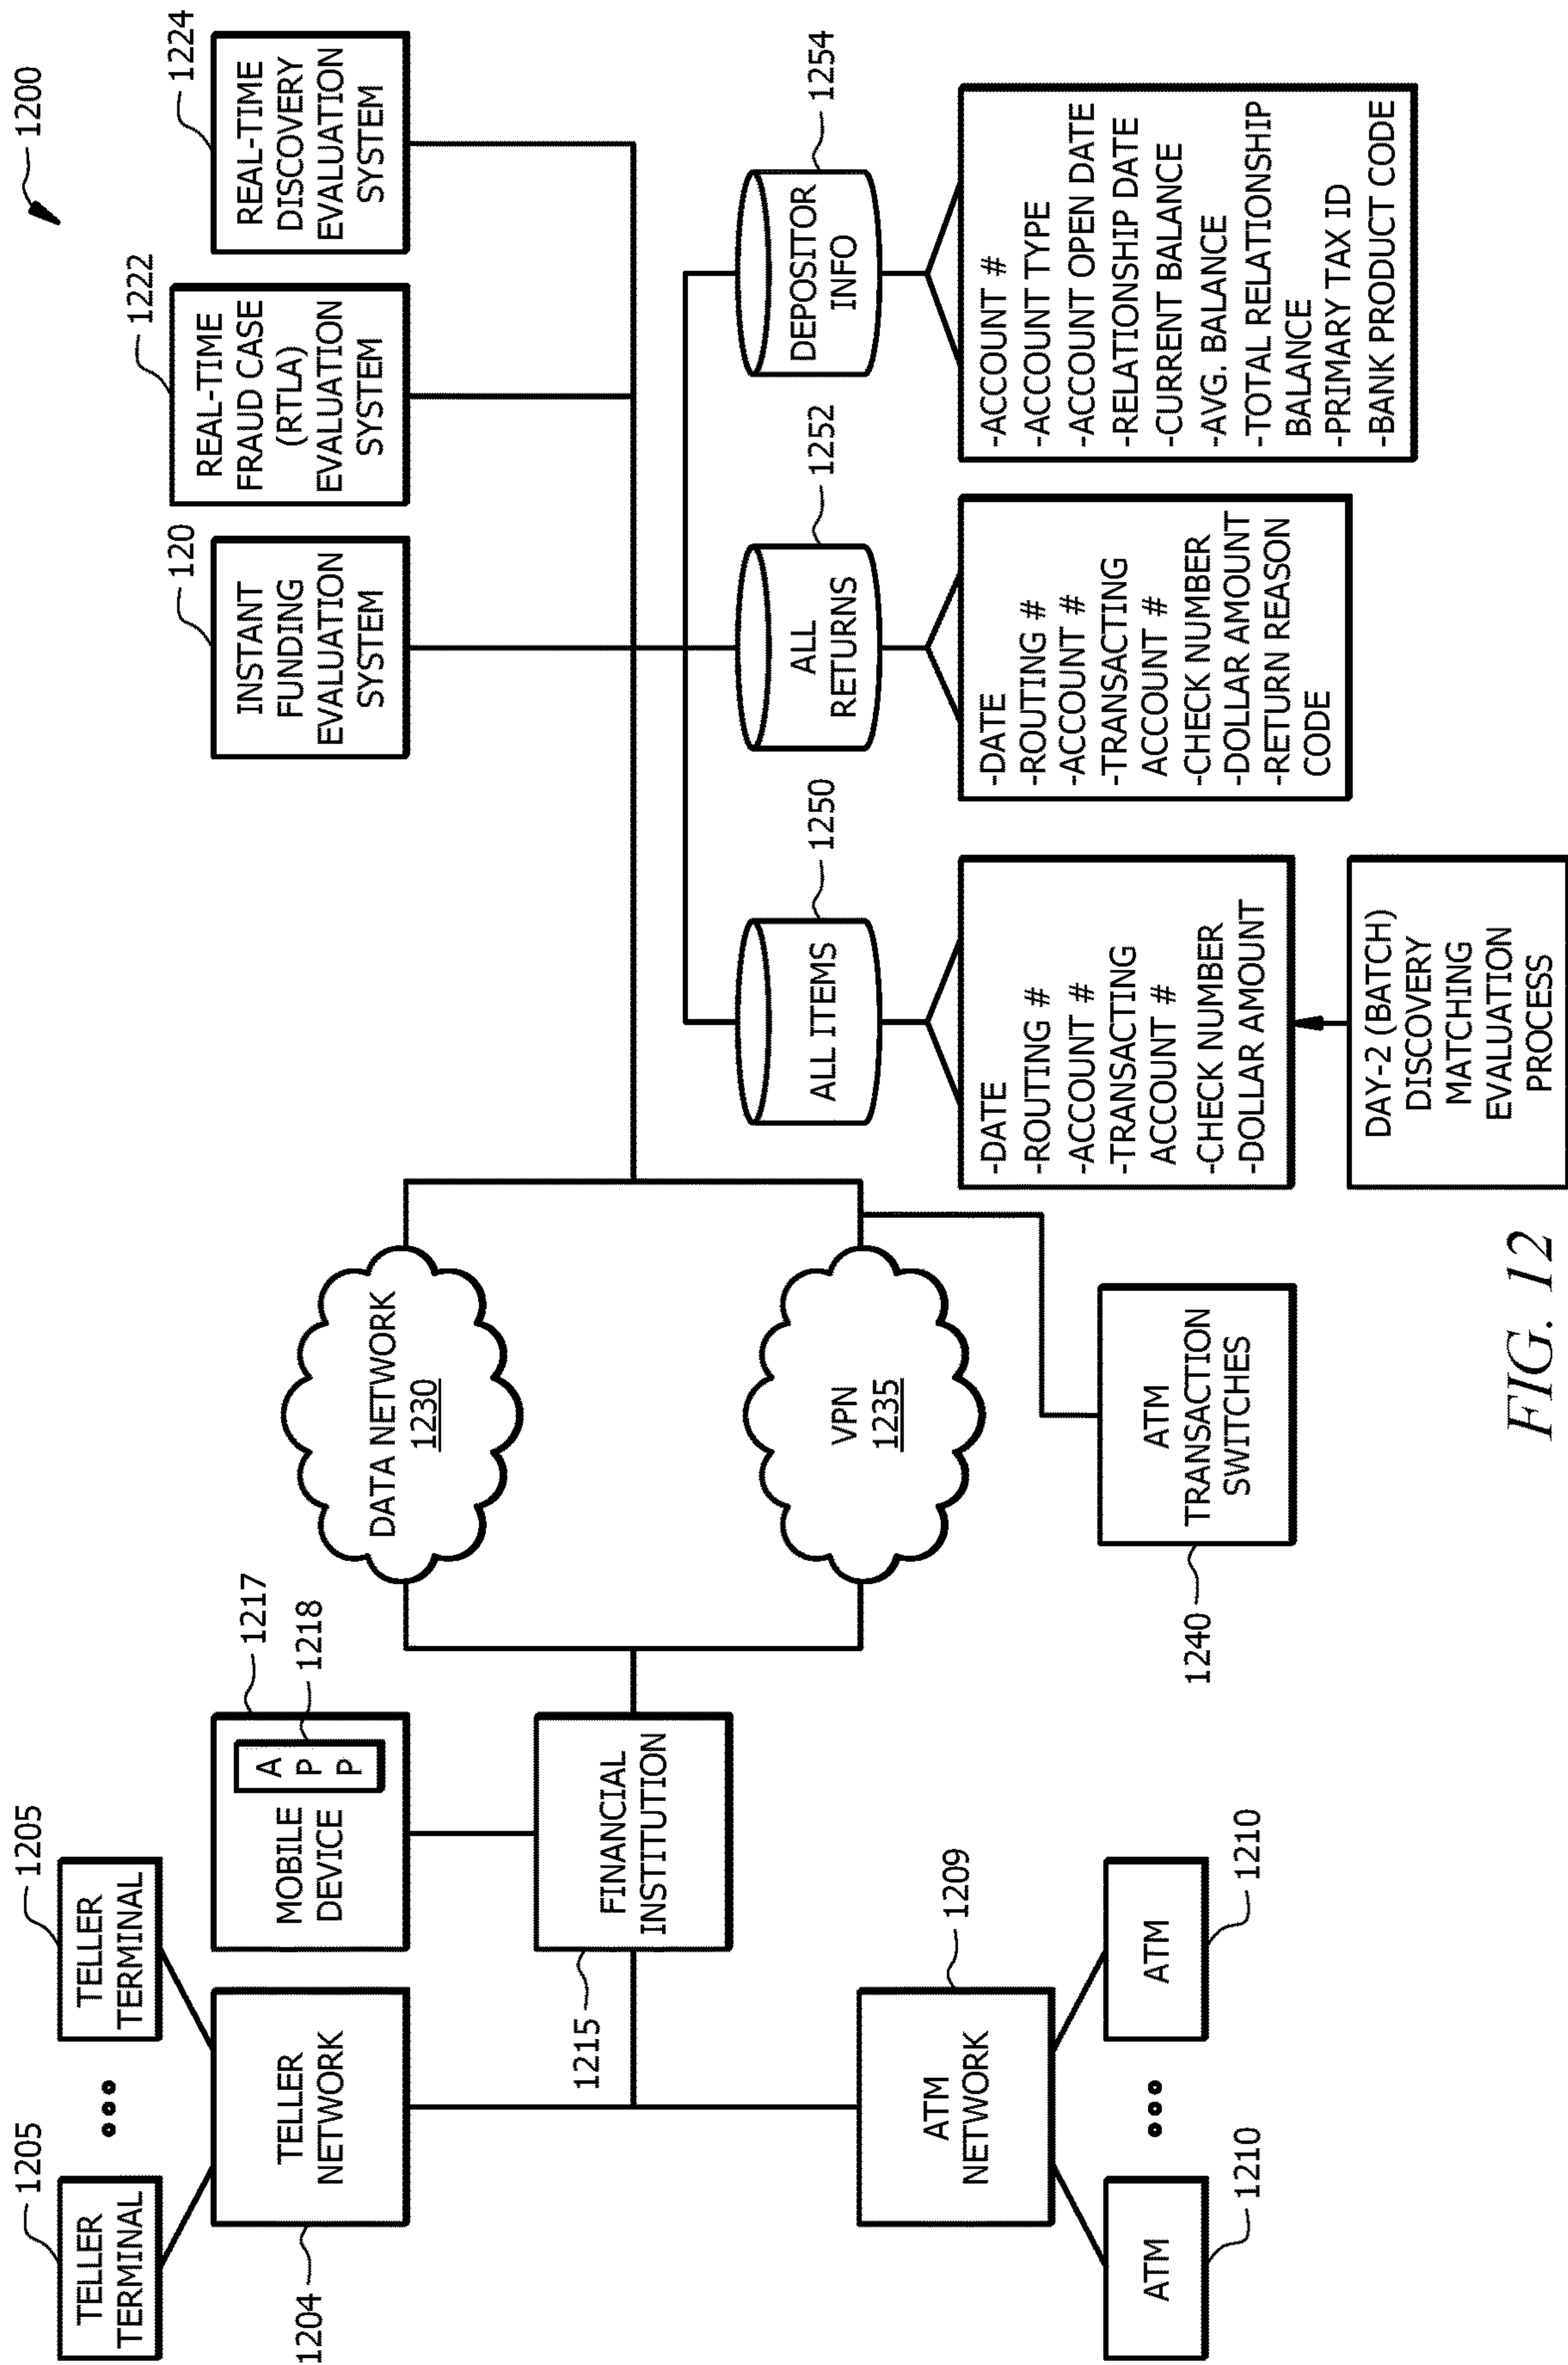 1200
1205
TELLER
TERMINAL
1205
TELLER
TERMINAL
TELLER
NETWORK
1204
MOBILE
DEVICE
A
P
P
1217
1218
FINANCIAL
INSTITUTION
1215
ATM
NETWORK
1209
ATM
1210
ATM
1210
DATA NETWORK
1230
VPN
1235
ATM
TRANSACTION
SWITCHES
1240
INSTANT
FUNDING
EVALUATION
SYSTEM
120
REAL-TIME
FRAUD CASE
(RTLA)
EVALUATION
SYSTEM
1222
REAL-TIME
DISCOVERY
EVALUATION
SYSTEM
1224
ALL ITEMS
1250
-DATE
-ROUTING #
-ACCOUNT #
-TRANSACTING
ACCOUNT #
-CHECK NUMBER
-DOLLAR AMOUNT
DAY-2 (BATCH)
DISCOVERY
MATCHING
EVALUATION
PROCESS
ALL
RETURNS
1252
-DATE
-ROUTING #
-ACCOUNT #
-TRANSACTING
ACCOUNT #
-CHECK NUMBER
-DOLLAR AMOUNT
-RETURN REASON
CODE
DEPOSITOR
INFO
1254
-ACCOUNT #
-ACCOUNT TYPE
-ACCOUNT OPEN DATE
-RELATIONSHIP DATE
-CURRENT BALANCE
-AVG. BALANCE
-TOTAL RELATIONSHIP
BALANCE
-PRIMARY TAX ID
-BANK PRODUCT CODE
FIG. 12